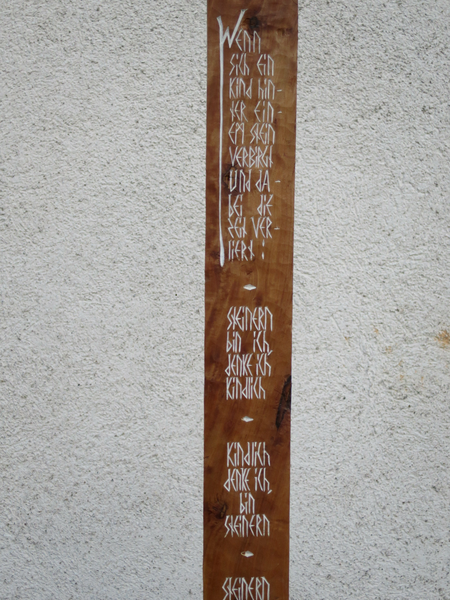 Wenn
sich ein
Kind hin-
ter ein-
em Stein
verbirgt
und da-
bei die
Zeit ver-
liert :
Steinern
bin ich,
denke ich
kindlich
Kindlich
denke ich,
bin
steinern
Steinern